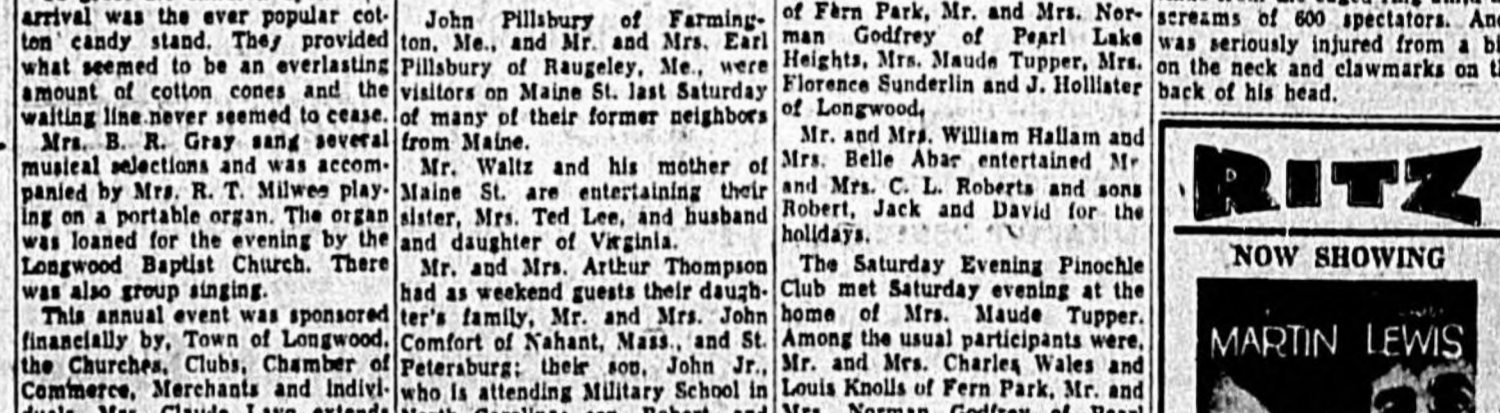 arrival was the ever popular cot-
ton candy stand. They provided
what seemed to be an everlasting
amount of cotton cones and the
waiting line never seemed to cease.
Mrs. B. R. Gray sang several
musical selections and was accom-
panied by Mrs. R. T. Milwee play-
ing on a portable organ. The organ
was loaned for the evening by the
Longwood Baptist Church. There
was also group singing.
This annual event was sponsored
financially by, Town of Longwood,
the Churches, Clubs, Chamber of
Commerce, Merchants and Indivi-
John Pillsbury of Farming-
ton, Me., and Mr. and Mrs. Earl
Pillsbury of Raugeley, Me., were
visitors on Maine St. last Saturday
of many of their former neighbors
from Maine.
Mr. Waltz and his mother of
Maine St. are entertaining their
sister, Mrs. Ted Lee, and husband
and daughter of Virginia.
Mr. and Mrs. Arthur Thompson
had as weekend guests their daugh-
ter's family, Mr. and Mrs. John
Comfort of Nahant, Mass., and St.
Petersburg; their son, John Jr.,
who is attending Military School in
of Fern Park, Mr. and Mrs. Nor-
man Godfrey of Pearl Lake
Heights, Mrs. Maude Tupper, Mrs.
Florence Sunderlin and J. Hollister
of Longwood.
Mr. and Mrs. William Hallam and
Mrs. Belle Abar entertained Mr
and Mrs. C. L. Roberts and sons
Robert, Jack and David for the
holidays.
The Saturday Evening Pinochle
Club met Saturday evening at the
home of Mrs. Maude Tupper.
Among the usual participants were,
Mr. and Mrs. Charles Wales and
Louis Knolls of Fern Park, Mr. and
Mrs. Norman Godfrey of Pearl
screams of 600 spectators.
was seriously injured from a
on the neck and clawmarks on
back of his head.
RITZ
NOW SHOWING
MARTIN LEWIS